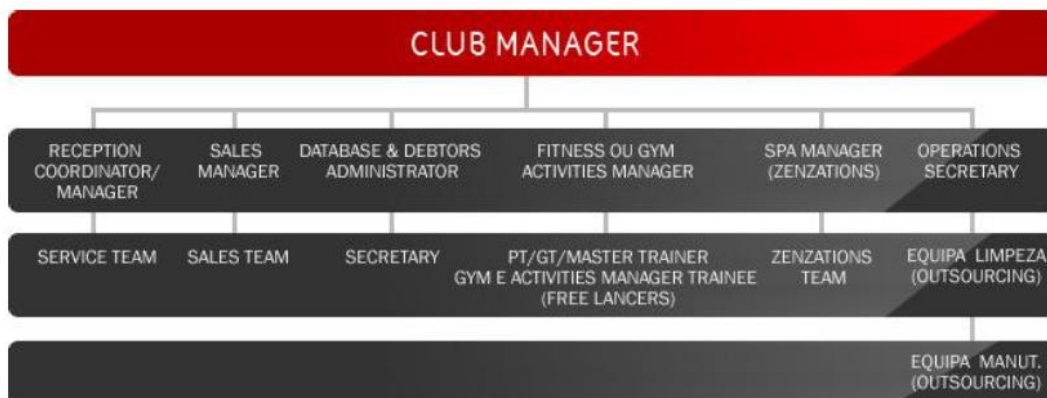 CLUB MANAGER
RECEPTION
COORDINATOR/
MANAGER
SALES
MANAGER
DATABASE & DEBTORS
ADMINISTRATOR
FITNESS OU GYM
ACTIVITIES MANAGER
SPA MANAGER
(ZENZATIONS)
OPERATIONS
SECRETARY
SERVICE TEAM
SALES TEAM
SECRETARY
PT/GT/MASTER TRAINER
GYM E ACTIVITIES MANAGER TRAINEE
(FREE LANCERS)
ZENZATIONS
TEAM
EQUIPA LIMPEZA
(OUTSOURCING)
EQUIPA MANUT.
(OUTSOURCING)